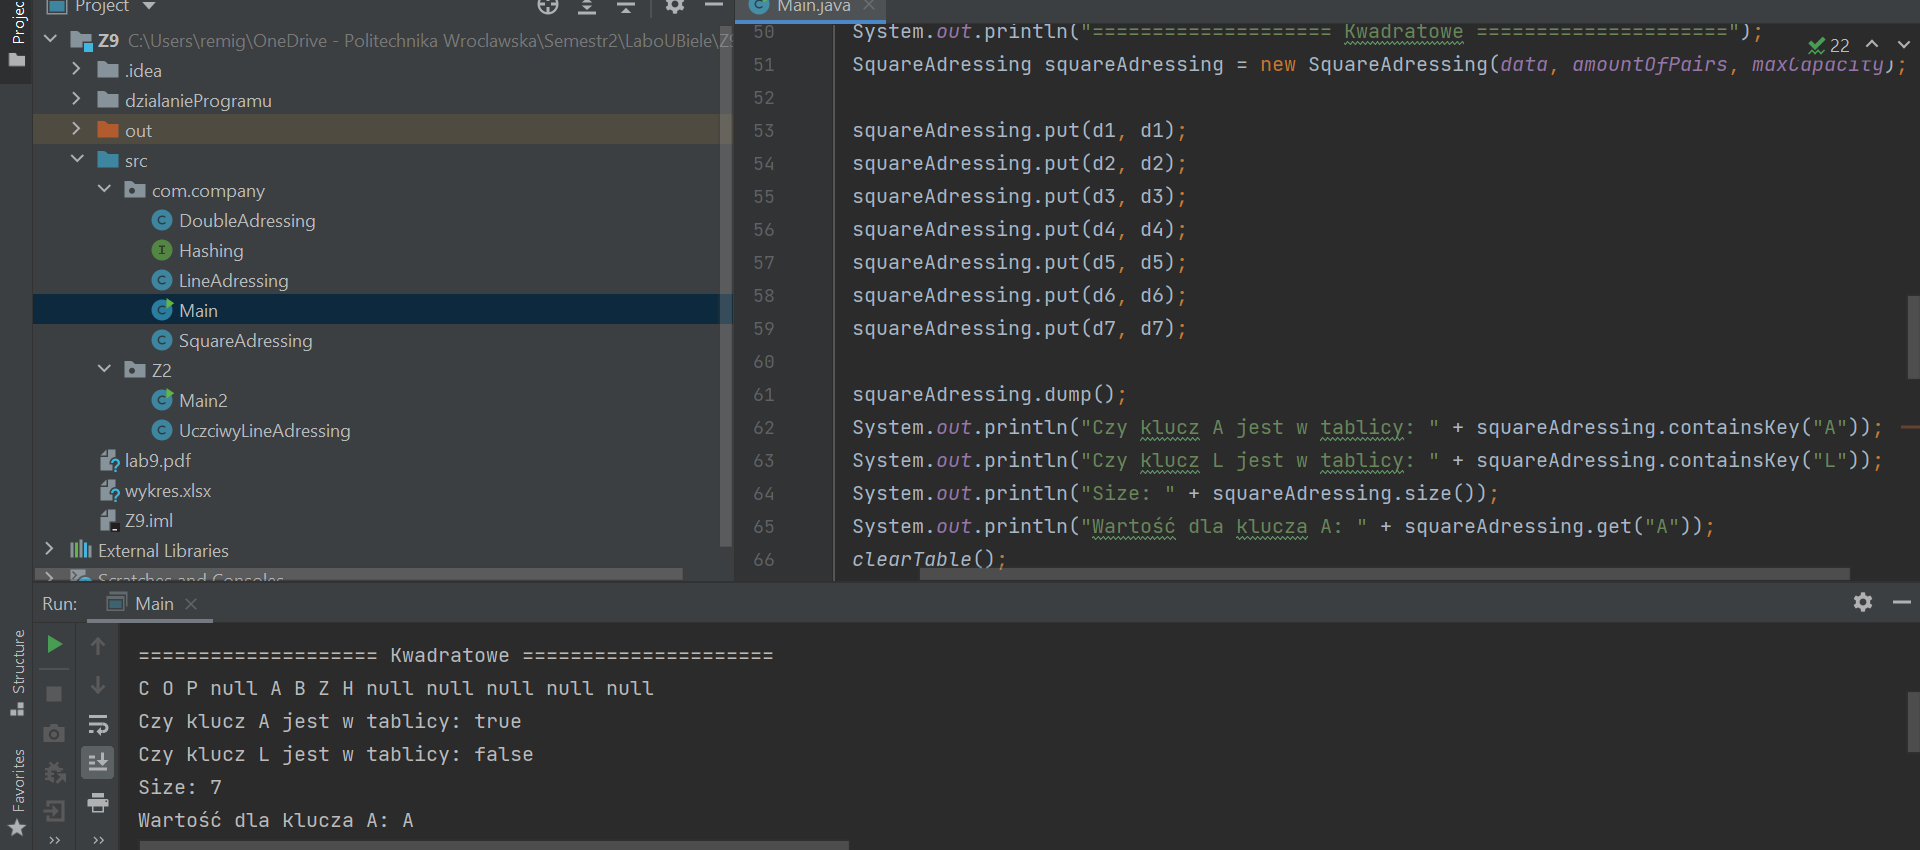 Project
Main.java
Project
Z9 C:\Users\remig\OneDrive - Politechnika Wroclawska\Semestr2\LaboUBiele\Z9
.idea
dzialanieProgramu
out
src
com.company
DoubleAdressing
Hashing
LineAdressing
Main
SquareAdressing
Z2
Main2
UczciwyLineAdressing
lab9.pdf
wykres.xlsx
Z9.iml
External Libraries
Scratches and Consoles
22
50 System.out.println("==================== Kwadratowe =====================");
51 SquareAdressing squareAdressing = new SquareAdressing(data, amountOfPairs, maxCapacity);
52
53 squareAdressing.put(d1, d1);
54 squareAdressing.put(d2, d2);
55 squareAdressing.put(d3, d3);
56 squareAdressing.put(d4, d4);
57 squareAdressing.put(d5, d5);
58 squareAdressing.put(d6, d6);
59 squareAdressing.put(d7, d7);
60
61 squareAdressing.dump();
62 System.out.println("Czy klucz A jest w tablicy: " + squareAdressing.containsKey("A"));
63 System.out.println("Czy klucz L jest w tablicy: " + squareAdressing.containsKey("L"));
64 System.out.println("Size: " + squareAdressing.size());
65 System.out.println("Wartość dla klucza A: " + squareAdressing.get("A"));
66 clearTable();
Run: Main
==================== Kwadratowe =====================
C O P null A B Z H null null null null null
Czy klucz A jest w tablicy: true
Czy klucz L jest w tablicy: false
Size: 7
Wartość dla klucza A: A
Structure
Favorites